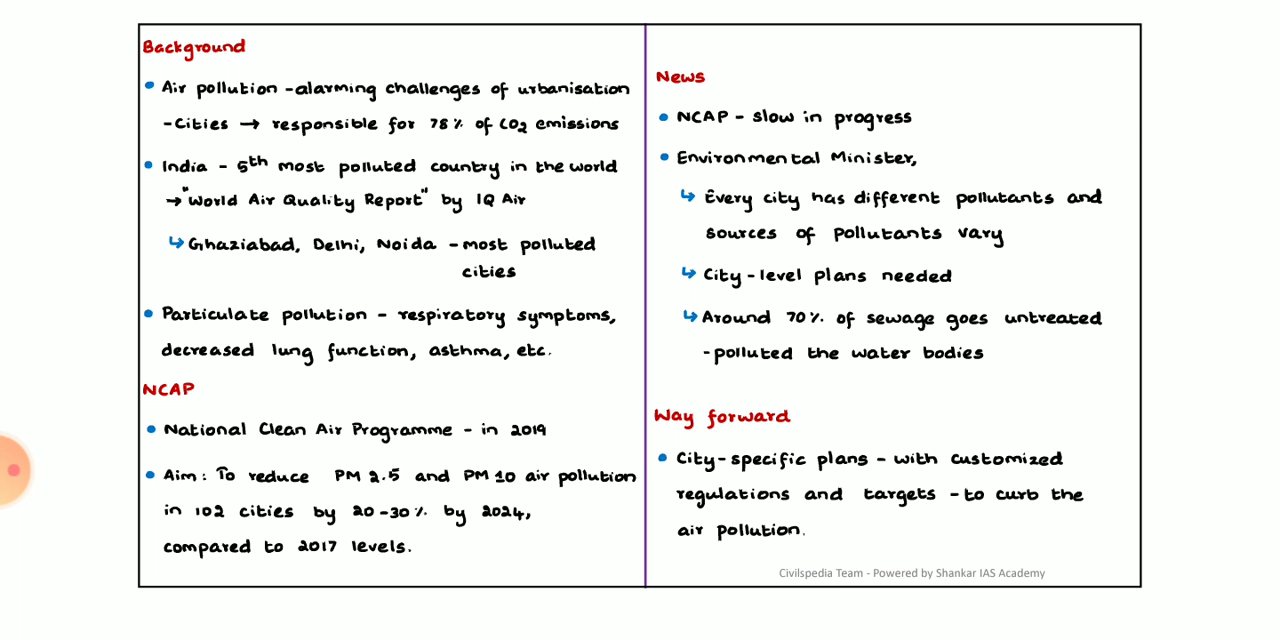 Background
• Air pollution - alarming challenges of urbanisation
- Cities → responsible for 78% of CO2 emissions
• India - 5th most polluted country in the world
→ "World Air Quality Report" by IQ Air
↳ Ghaziabad, Delhi, Noida - most polluted
cities
• Particulate pollution - respiratory symptoms,
decreased lung function, asthma, etc.
NCAP
• National Clean Air Programme - in 2019
• Aim: To reduce PM 2.5 and PM 10 air pollution
in 102 cities by 20-30% by 2024,
compared to 2017 levels.
News
• NCAP - slow in progress
• Environmental Minister,
↳ Every city has different pollutants and
sources of pollutants vary
↳ City-level plans needed
↳ Around 70% of sewage goes untreated
- polluted the water bodies
Way forward
• City-specific plans - with customized
regulations and targets - to curb the
air pollution.
Civilspedia Team - Powered by Shankar IAS Academy